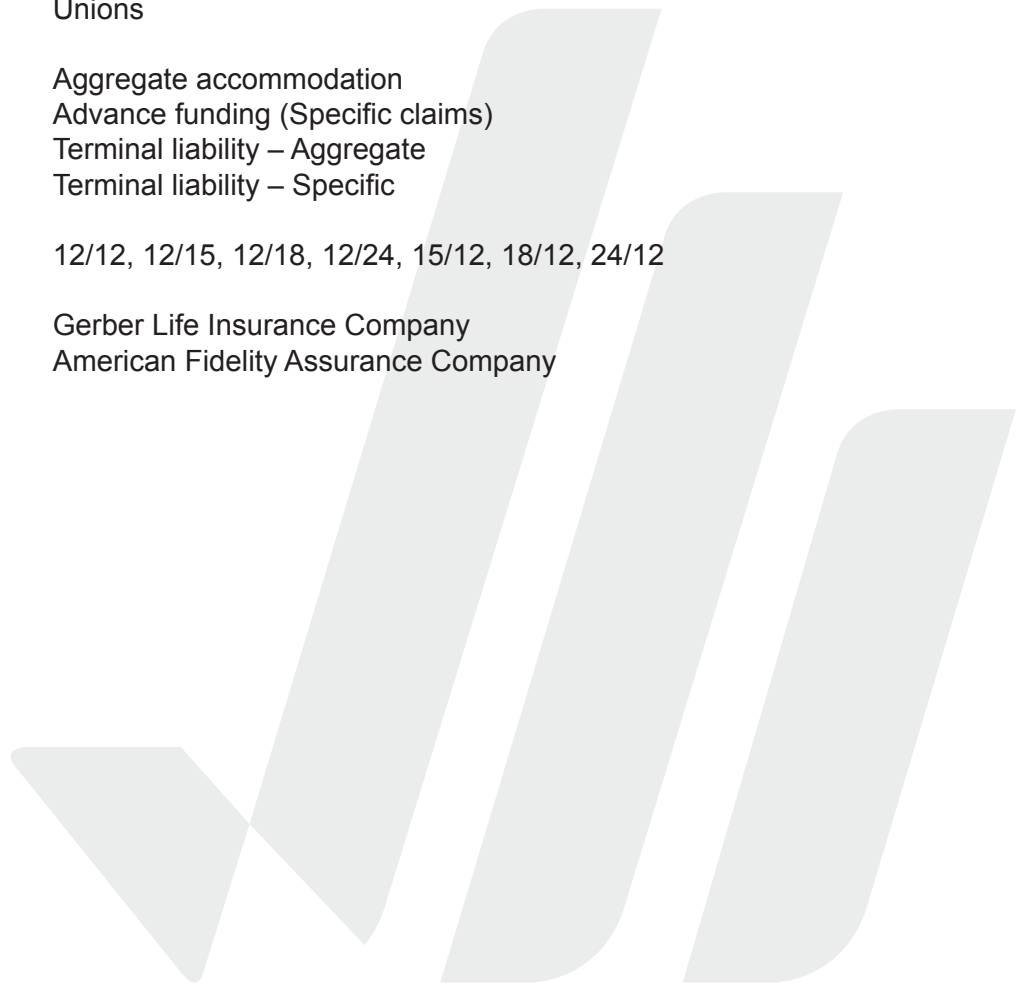 Unions
Aggregate accommodation
Advance funding (Specific claims)
Terminal liability – Aggregate
Terminal liability – Specific
12/12, 12/15, 12/18, 12/24, 15/12, 18/12, 24/12
Gerber Life Insurance Company
American Fidelity Assurance Company